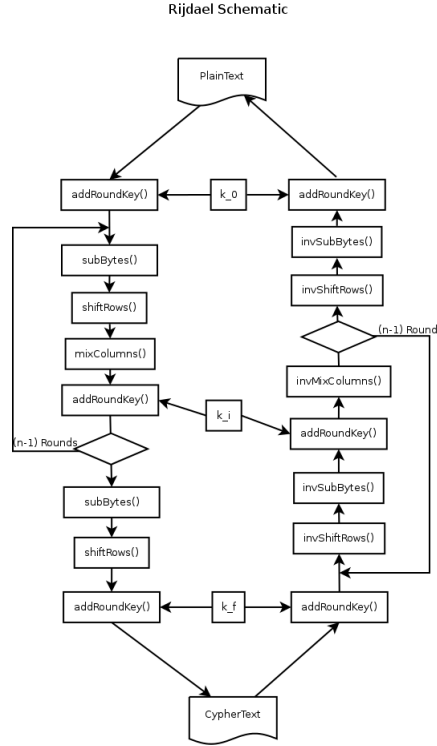 Rijdael Schematic
PlainText
addRoundKey()
k_0
addRoundKey()
subBytes()
invSubBytes()
shiftRows()
invShiftRows()
mixColumns()
(n-1) Round
addRoundKey()
invMixColumns()
k_i
addRoundKey()
(n-1) Rounds
subBytes()
invSubBytes()
shiftRows()
invShiftRows()
addRoundKey()
k_f
addRoundKey()
CypherText